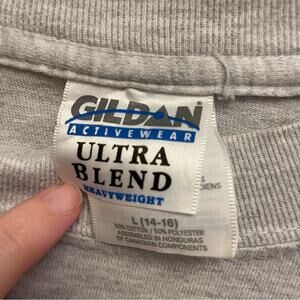 GILDAN
ACTIVEWEAR
ULTRA
BLEND
HEAVYWEIGHT
L (14-16)
50% COTTON / 50% POLYESTER
ASSEMBLED IN HONDURAS
OF CANADIAN COMPONENTS